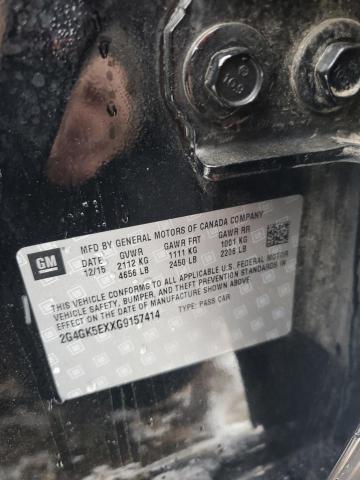 10.9
GM
MFD BY GENERAL MOTORS OF CANADA COMPANY
DATE GVWR GAWR FRT GAWR RR
12/15 2112 KG 1111 KG 1001 KG
4656 LB 2450 LB 2206 LB
THIS VEHICLE CONFORMS TO ALL APPLICABLE U.S. FEDERAL MOTOR
VEHICLE SAFETY, BUMPER, AND THEFT PREVENTION STANDARDS
IN EFFECT ON THE DATE OF MANUFACTURE SHOWN ABOVE.
2G4GK5EXXG9157414 TYPE: PASS CAR